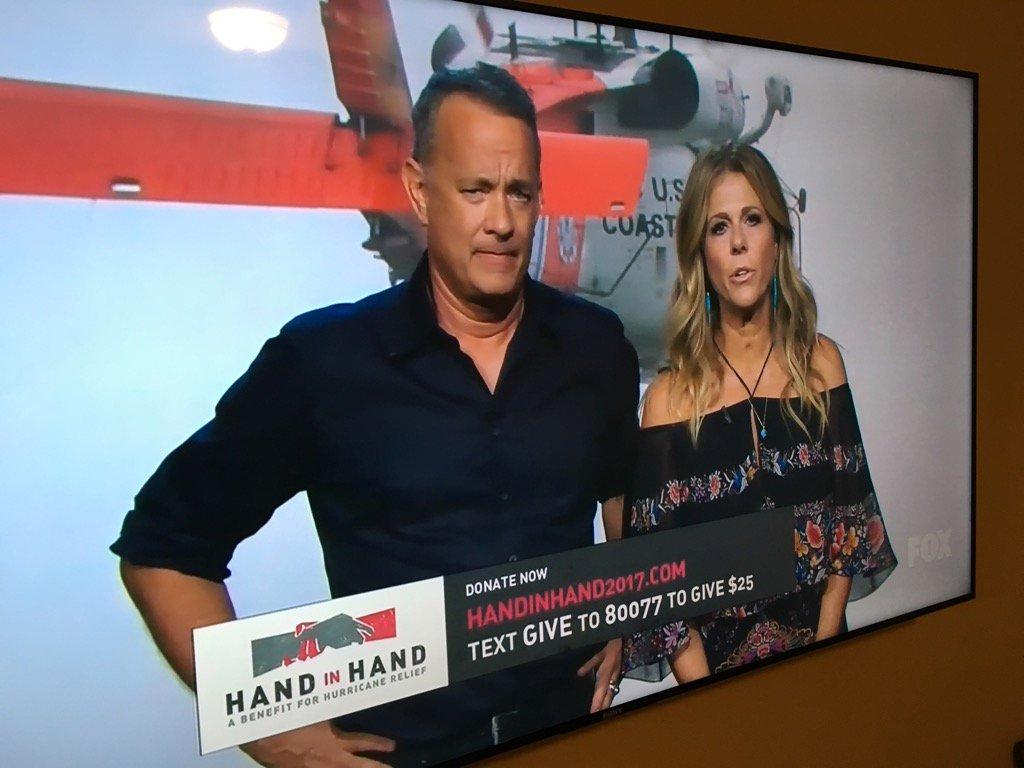 U.S.
COAST
DONATE NOW
HANDINHAND2017.COM
TEXT GIVE TO 80077 TO GIVE $25
HAND IN HAND
A BENEFIT FOR HURRICANE RELIEF
FOX
SONY